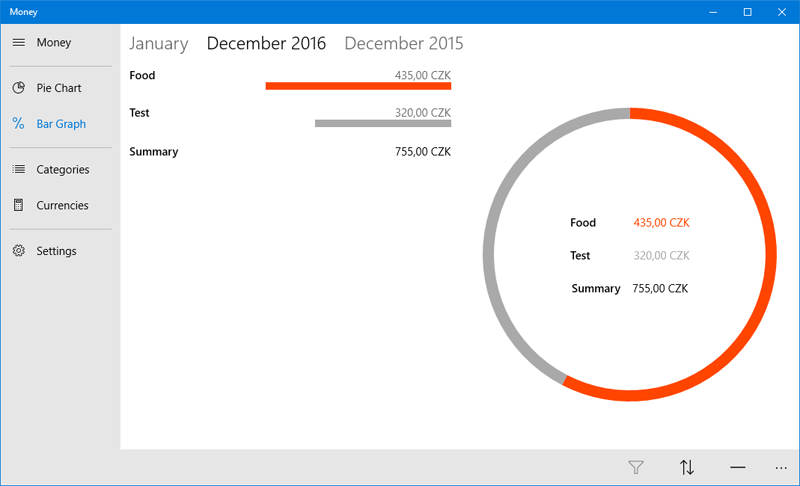 Money
Money
Pie Chart
Bar Graph
Categories
Currencies
Settings
January December 2016 December 2015
Food 435,00 CZK
Test 320,00 CZK
Summary 755,00 CZK
Food 435,00 CZK
Test 320,00 CZK
Summary 755,00 CZK